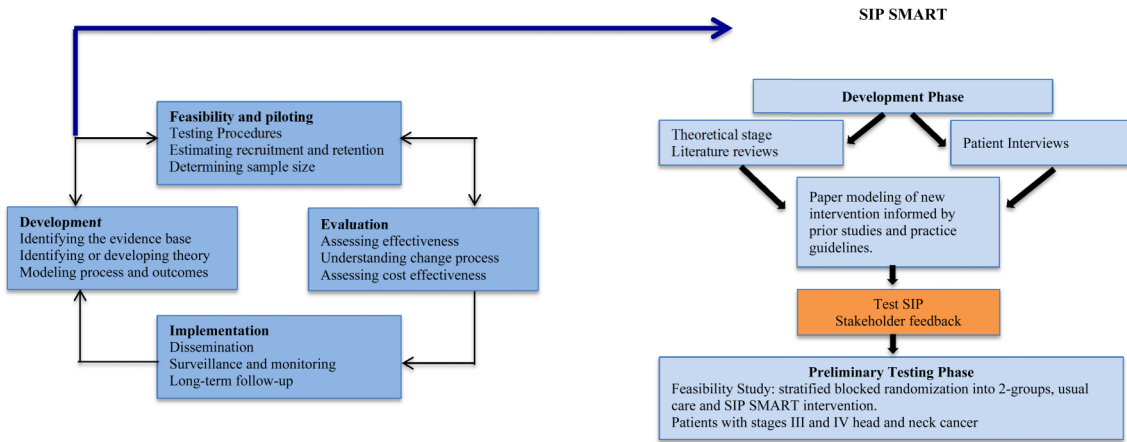 SIP SMART
Feasibility and piloting
Testing Procedures
Estimating recruitment and retention
Determining sample size
Development
Identifying the evidence base
Identifying or developing theory
Modeling process and outcomes
Evaluation
Assessing effectiveness
Understanding change process
Assessing cost effectiveness
Implementation
Dissemination
Surveillance and monitoring
Long-term follow-up
Development Phase
Theoretical stage
Literature reviews
Patient Interviews
Paper modeling of new
intervention informed by
prior studies and practice
guidelines.
Test SIP
Stakeholder feedback
Preliminary Testing Phase
Feasibility Study: stratified blocked randomization into 2-groups, usual
care and SIP SMART intervention.
Patients with stages III and IV head and neck cancer